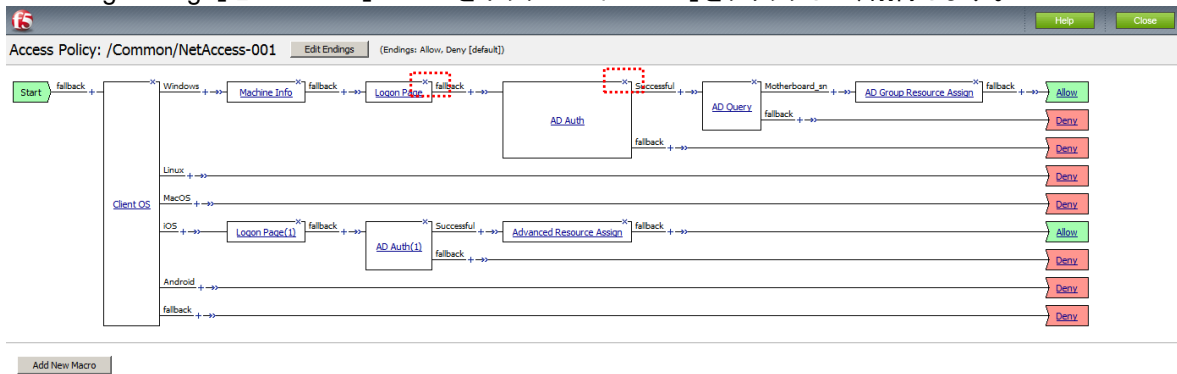 f5
Help
Close
Access Policy: /Common/NetAccess-001
Edit Endings
(Endings: Allow, Deny [default])
Start
fallback
Client OS
Windows
Machine Info
fallback
Logon Page
fallback
AD Auth
Successful
AD Query
Motherboard_sn
AD Group Resource Assign
fallback
Allow
fallback
Deny
fallback
Deny
Linux
Deny
MacOS
Deny
iOS
Logon Page(1)
fallback
AD Auth(1)
Successful
Advanced Resource Assign
fallback
Allow
fallback
Deny
Android
Deny
fallback
Deny
Add New Macro